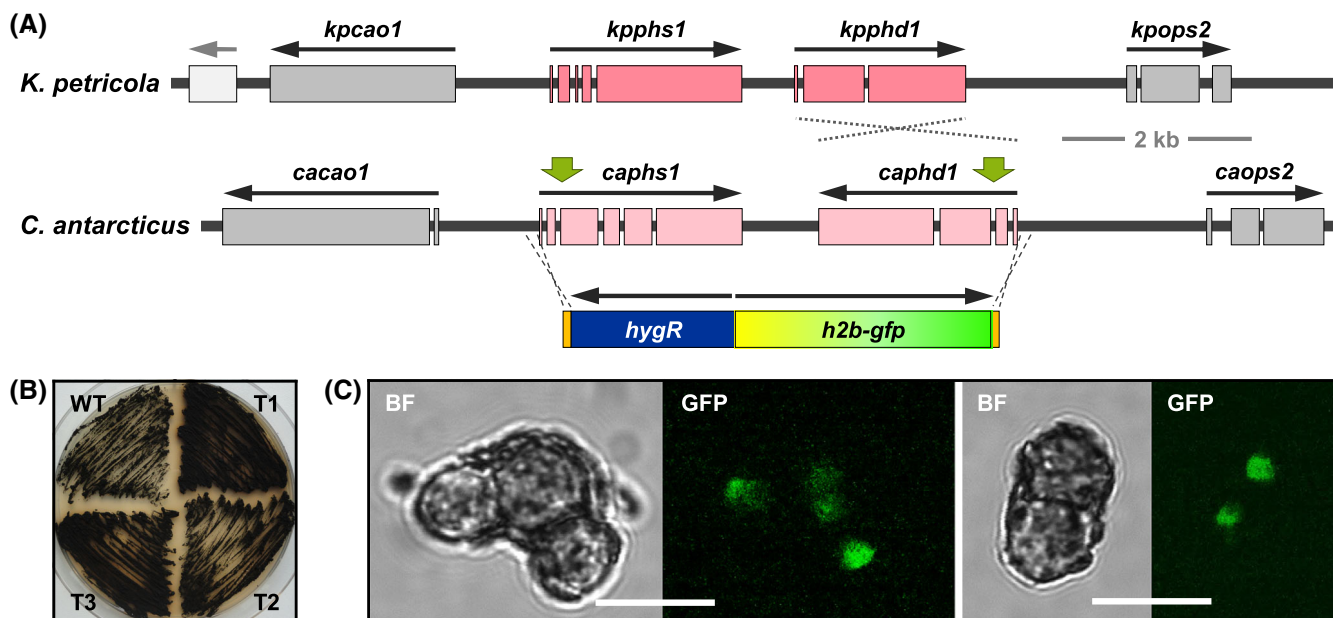 (A)
kpcao1 kpphs1 kpphd1 kpops2
K. petricola
2 kb
cacao1 caphs1 caphd1 caops2
C. antarcticus
hygR h2b-gfp
(B) (C)
WT T1 BF GFP BF GFP
T3 T2